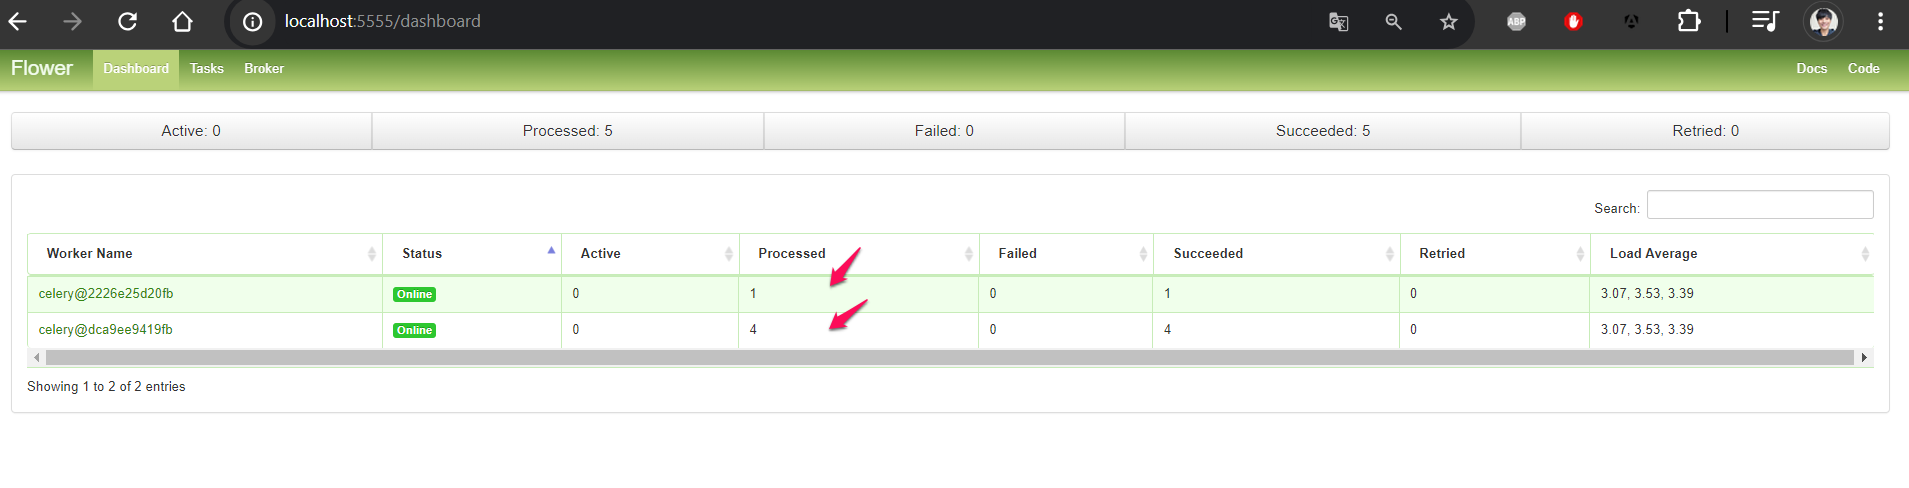 localhost:5555/dashboard
ABP
Flower Dashboard Tasks Broker Docs Code
Active: 0 Processed: 5 Failed: 0 Succeeded: 5 Retried: 0
Search:
Worker Name Status Active Processed Failed Succeeded Retried Load Average
celery@2226e25d20fb Online 0 1 0 1 0 3.07, 3.53, 3.39
celery@dca9ee9419fb Online 0 4 0 4 0 3.07, 3.53, 3.39
Showing 1 to 2 of 2 entries